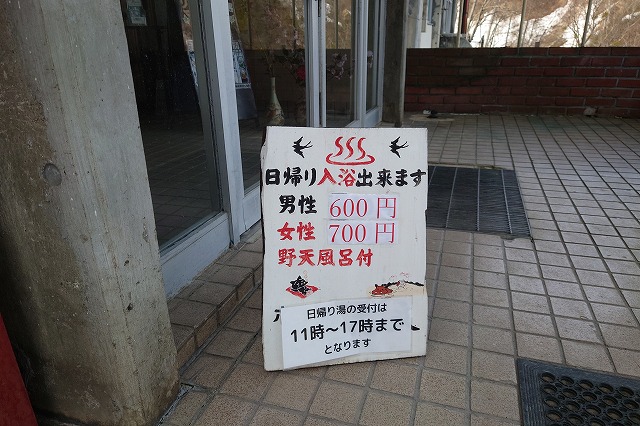 日帰り入浴出来ます
男性 600円
女性 700円
野天風呂付
日帰り湯の受付は
11時～17時まで
となります